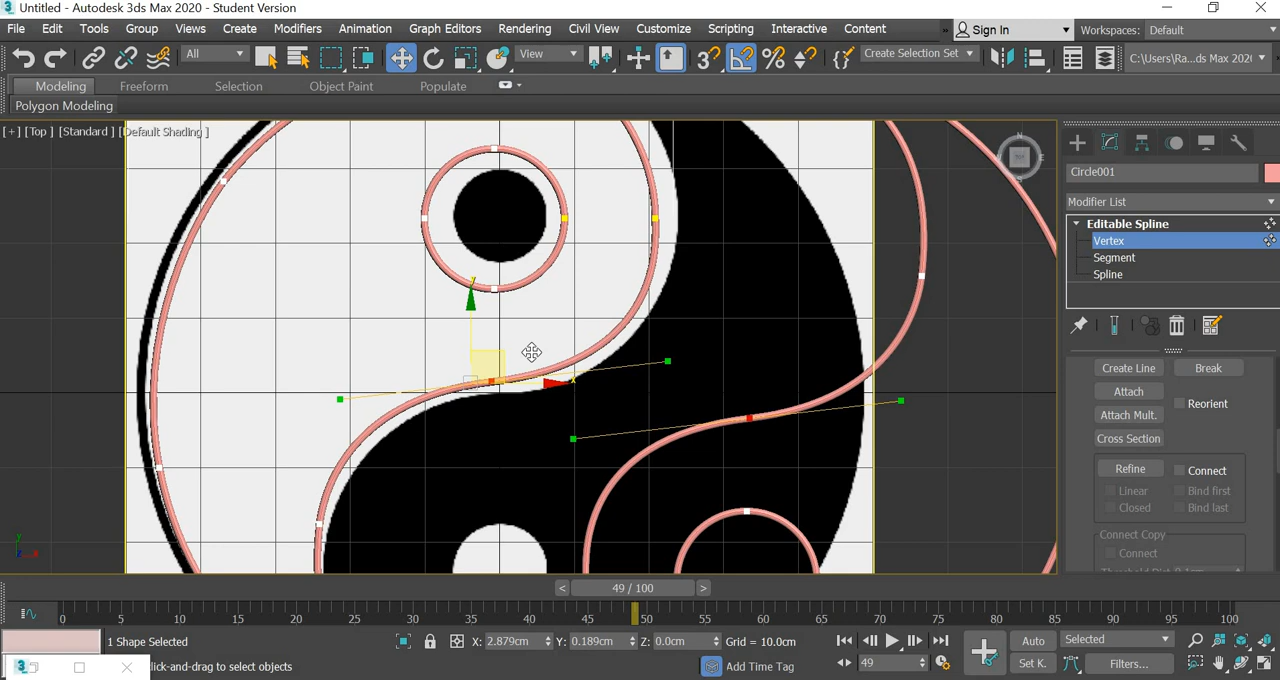 Untitled - Autodesk 3ds Max 2020 - Student Version
File Edit Tools Group Views Create Modifiers Animation Graph Editors Rendering Civil View Customize Scripting Interactive Content » Sign In Workspaces: Default
All View Create Selection Set C:\Users\Ra...ds Max 202(
Modeling Freeform Selection Object Paint Populate
Polygon Modeling
[+] [Top ] [Standard ] [Default Shading ]
Circle001
Modifier List
Editable Spline
Vertex
Segment
Spline
Create Line Break
Attach Reorient
Attach Mult.
Cross Section
Refine Connect
Linear Bind first
Closed Bind last
Connect Copy
Connect
< 49 / 100 >
0 5 10 15 20 25 30 35 40 45 50 55 60 65 70 75 80 85 90 95 100
1 Shape Selected X: 2.879cm Y: 0.189cm Z: 0.0cm Grid = 10.0cm Auto Selected
lick-and-drag to select objects Add Time Tag 49 Set K. Filters...